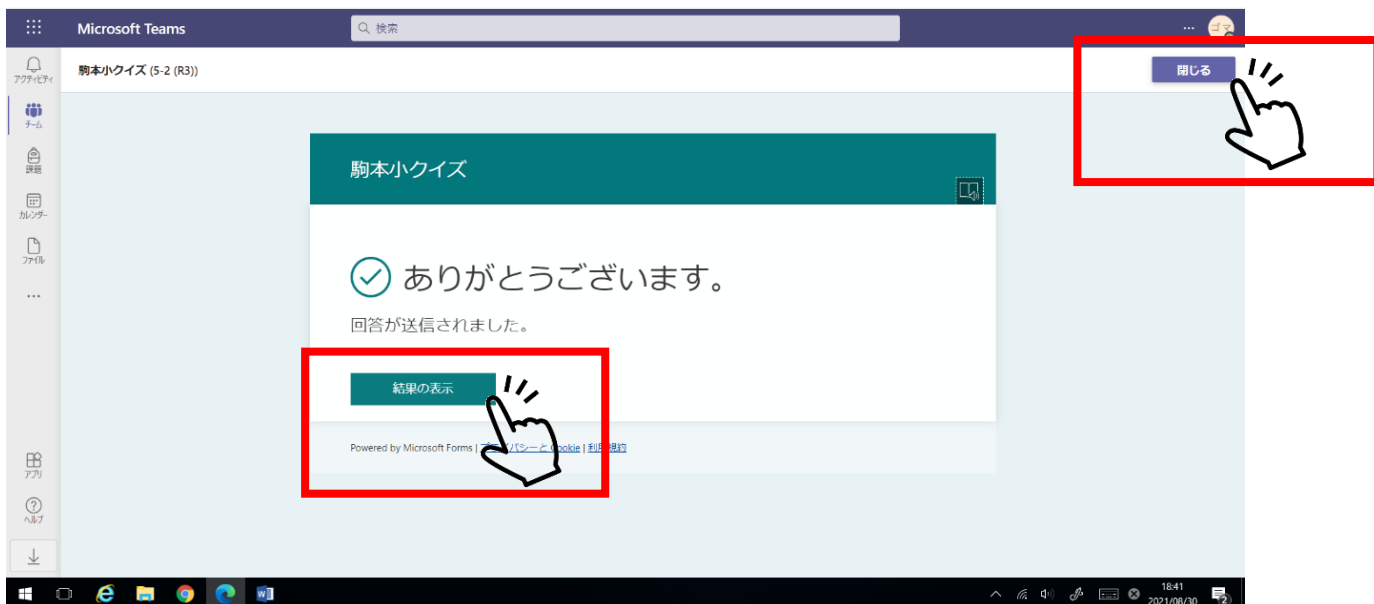 Microsoft Teams
検索
ゴマ
アクティビティ
駒本小クイズ (5-2 (R3))
閉じる
チーム
課題
カレンダー
ファイル
駒本小クイズ
ありがとうございます。
回答が送信されました。
結果の表示
Powered by Microsoft Forms | プライバシーと Cookie | 利用規約
アプリ
ヘルプ
18:41
2021/08/30